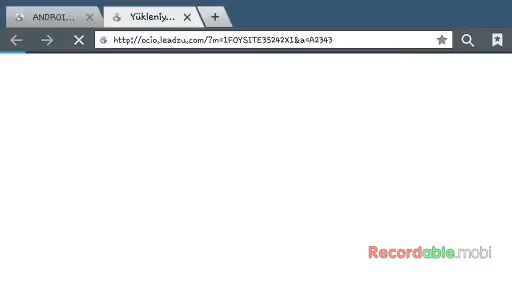 ANDROI...
Yükleniy...
http://ocio.leadzu.com/?m=1FOYSITE35242X1&a=A2343
Recordable.mobi